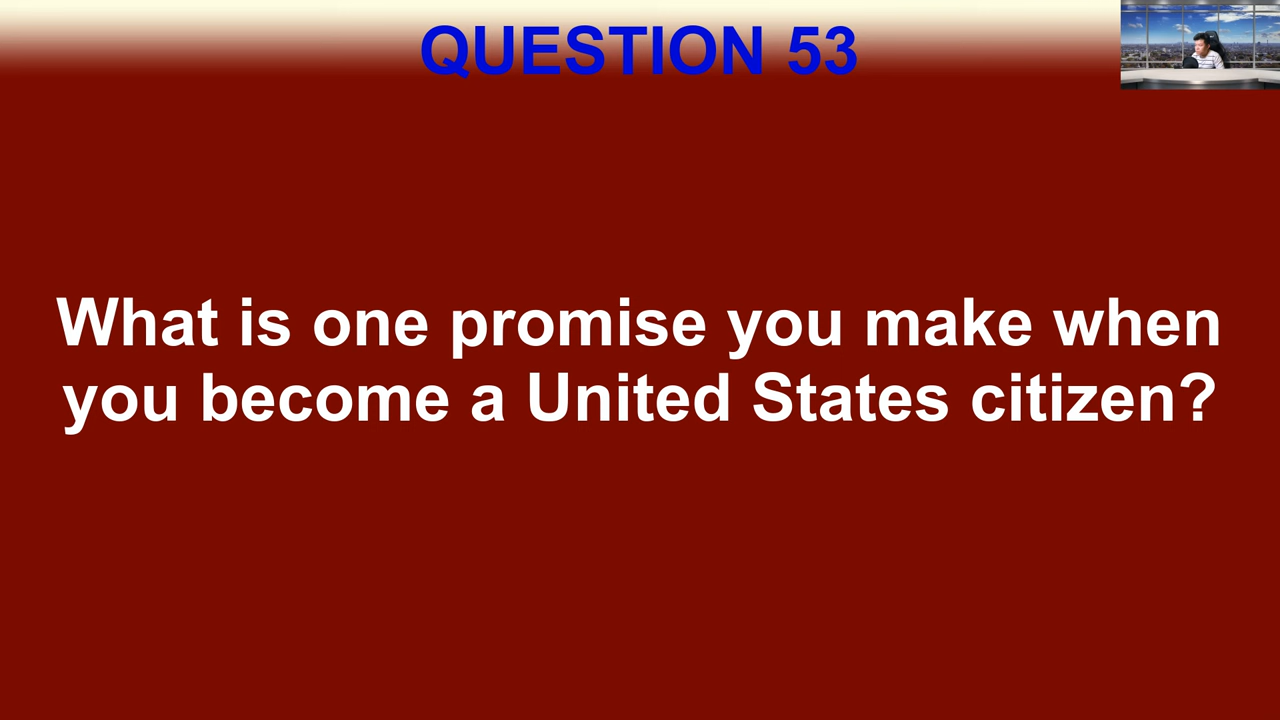 QUESTION 53
What is one promise you make when
you become a United States citizen?